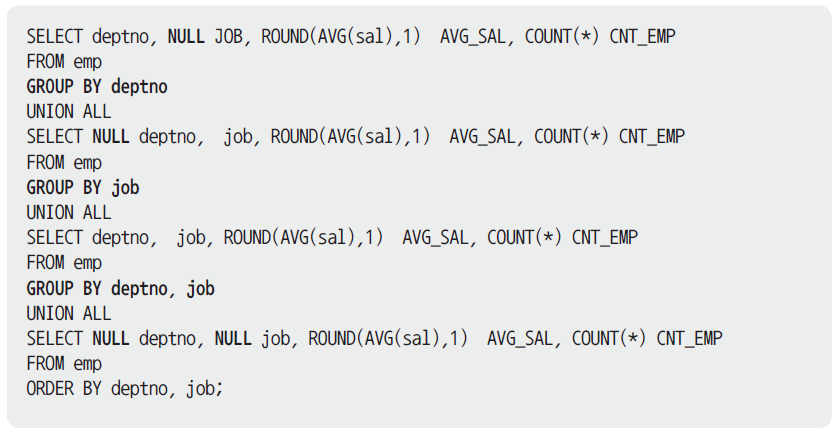 SELECT deptno, NULL JOB, ROUND(AVG(sal),1)  AVG_SAL, COUNT(*) CNT_EMP
FROM emp
GROUP BY deptno
UNION ALL
SELECT NULL deptno,  job, ROUND(AVG(sal),1)  AVG_SAL, COUNT(*) CNT_EMP
FROM emp
GROUP BY job
UNION ALL
SELECT deptno,  job, ROUND(AVG(sal),1)  AVG_SAL, COUNT(*) CNT_EMP
FROM emp
GROUP BY deptno, job
UNION ALL
SELECT NULL deptno, NULL job, ROUND(AVG(sal),1)  AVG_SAL, COUNT(*) CNT_EMP
FROM emp
ORDER BY deptno, job;